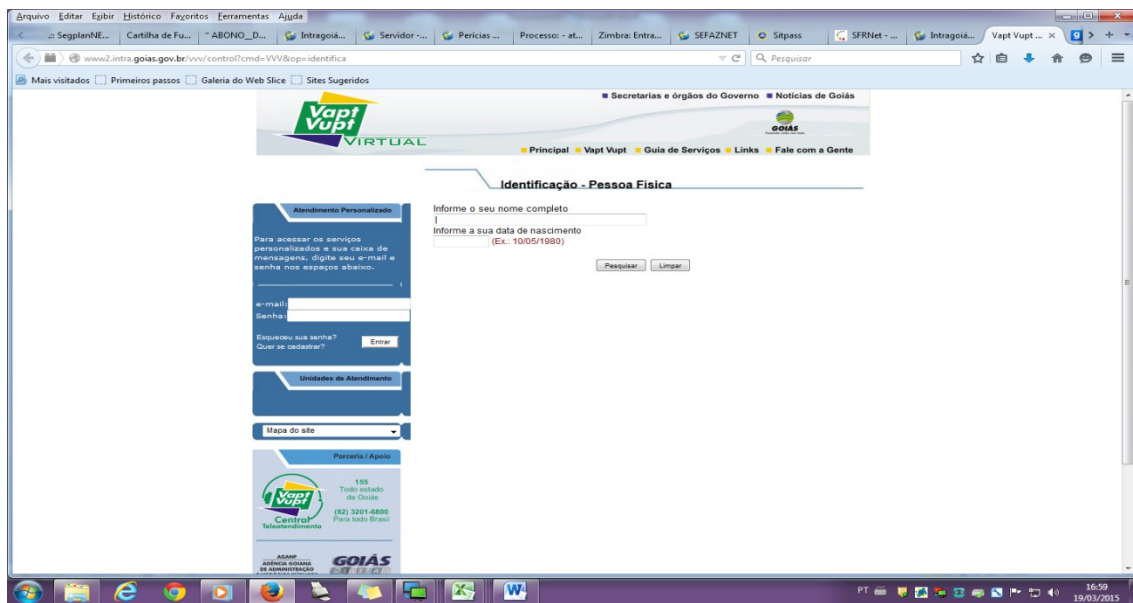 Arquivo Editar Exibir Histórico Favoritos Ferramentas Ajuda
.:: SegplanNE... Cartilha de Fu... "ABONO__D... Intragoiá... Servidor -... Pericias ... Processo: - at... Zimbra: Entra... SEFAZNET Sitpass SFRNet - ... Intragoiá... Vapt Vupt ...
www2.intra.goias.gov.br/vvv/control?cmd=VVV&op=identifica
Pesquisar
Mais visitados Primeiros passos Galeria do Web Slice Sites Sugeridos
Secretarias e órgãos do Governo Notícias de Goiás
Vapt
Vupt
VIRTUAL
GOIÁS
Principal Vapt Vupt Guia de Serviços Links Fale com a Gente
Identificação - Pessoa Física
Atendimento Personalizado
Para acessar os serviços
personalizados e sua caixa de
mensagens, digite seu e-mail e
senha nos espaços abaixo.
e-mail:
Senha:
Esqueceu sua senha?
Quer se cadastrar?
Entrar
Informe o seu nome completo
Informe a sua data de nascimento
(Ex.: 10/05/1980)
Pesquisar Limpar
Unidades de Atendimento
Mapa do site
Parceria / Apoio
Vapt
Vupt
Central
Teleatendimento
155
Todo estado
de Goiás
(62) 3201-6800
Para todo Brasil
AGANP
AGÊNCIA GOIANA
DE ADMINISTRAÇÃO
GOIÁS
PT
16:59
19/03/2015